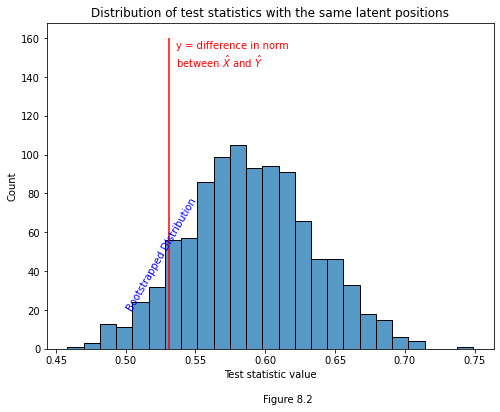 Distribution of test statistics with the same latent positions
160
140
120
100
80
60
40
20
0
Count
y = difference in norm
between X̂ and Ŷ
Bootstrapped Distribution
0.45 0.50 0.55 0.60 0.65 0.70 0.75
Test statistic value
Figure 8.2